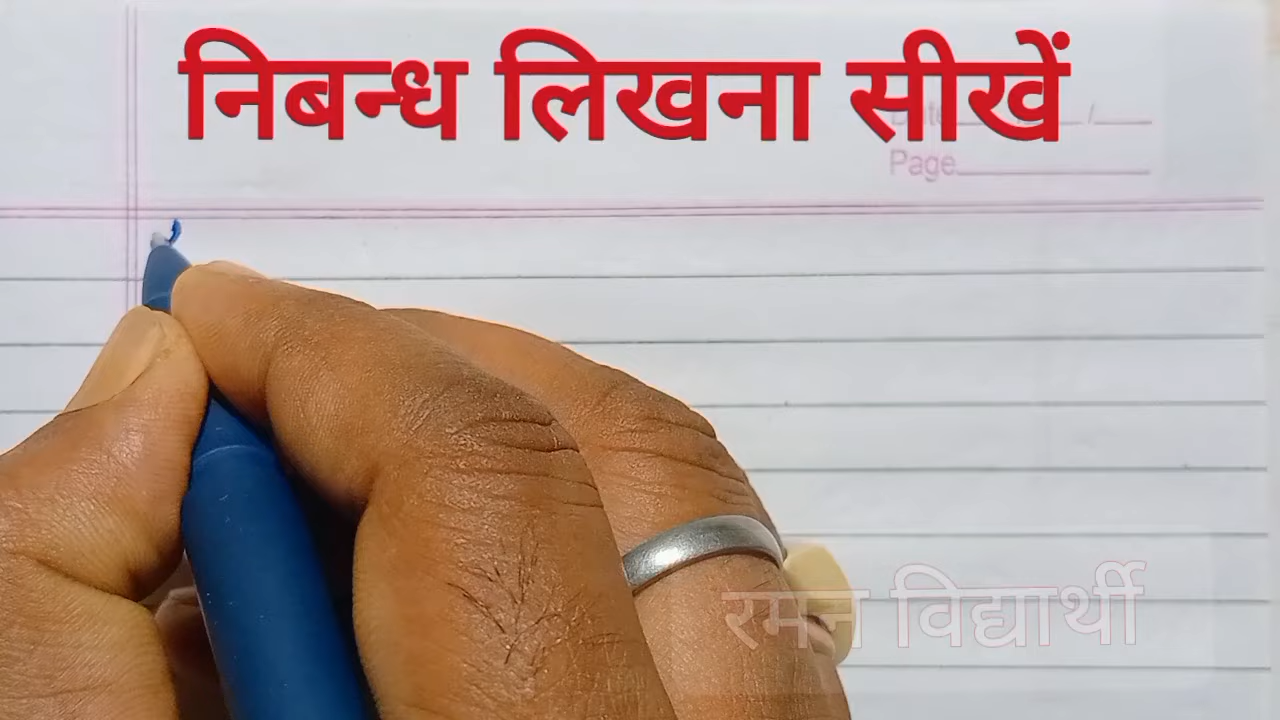 निबन्ध लिखना सीखें
Date / /
Page
रमन विद्यार्थी